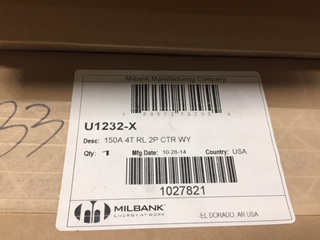 Milbank Manufacturing Company
U1232-X
Desc: 150A 4T RL 2P CTR WY
Qty: 1 Mfg Date: 10-28-14 Country: USA
1027821
MILBANK
ENERGY AT WORK
- EL DORADO, AR USA
33